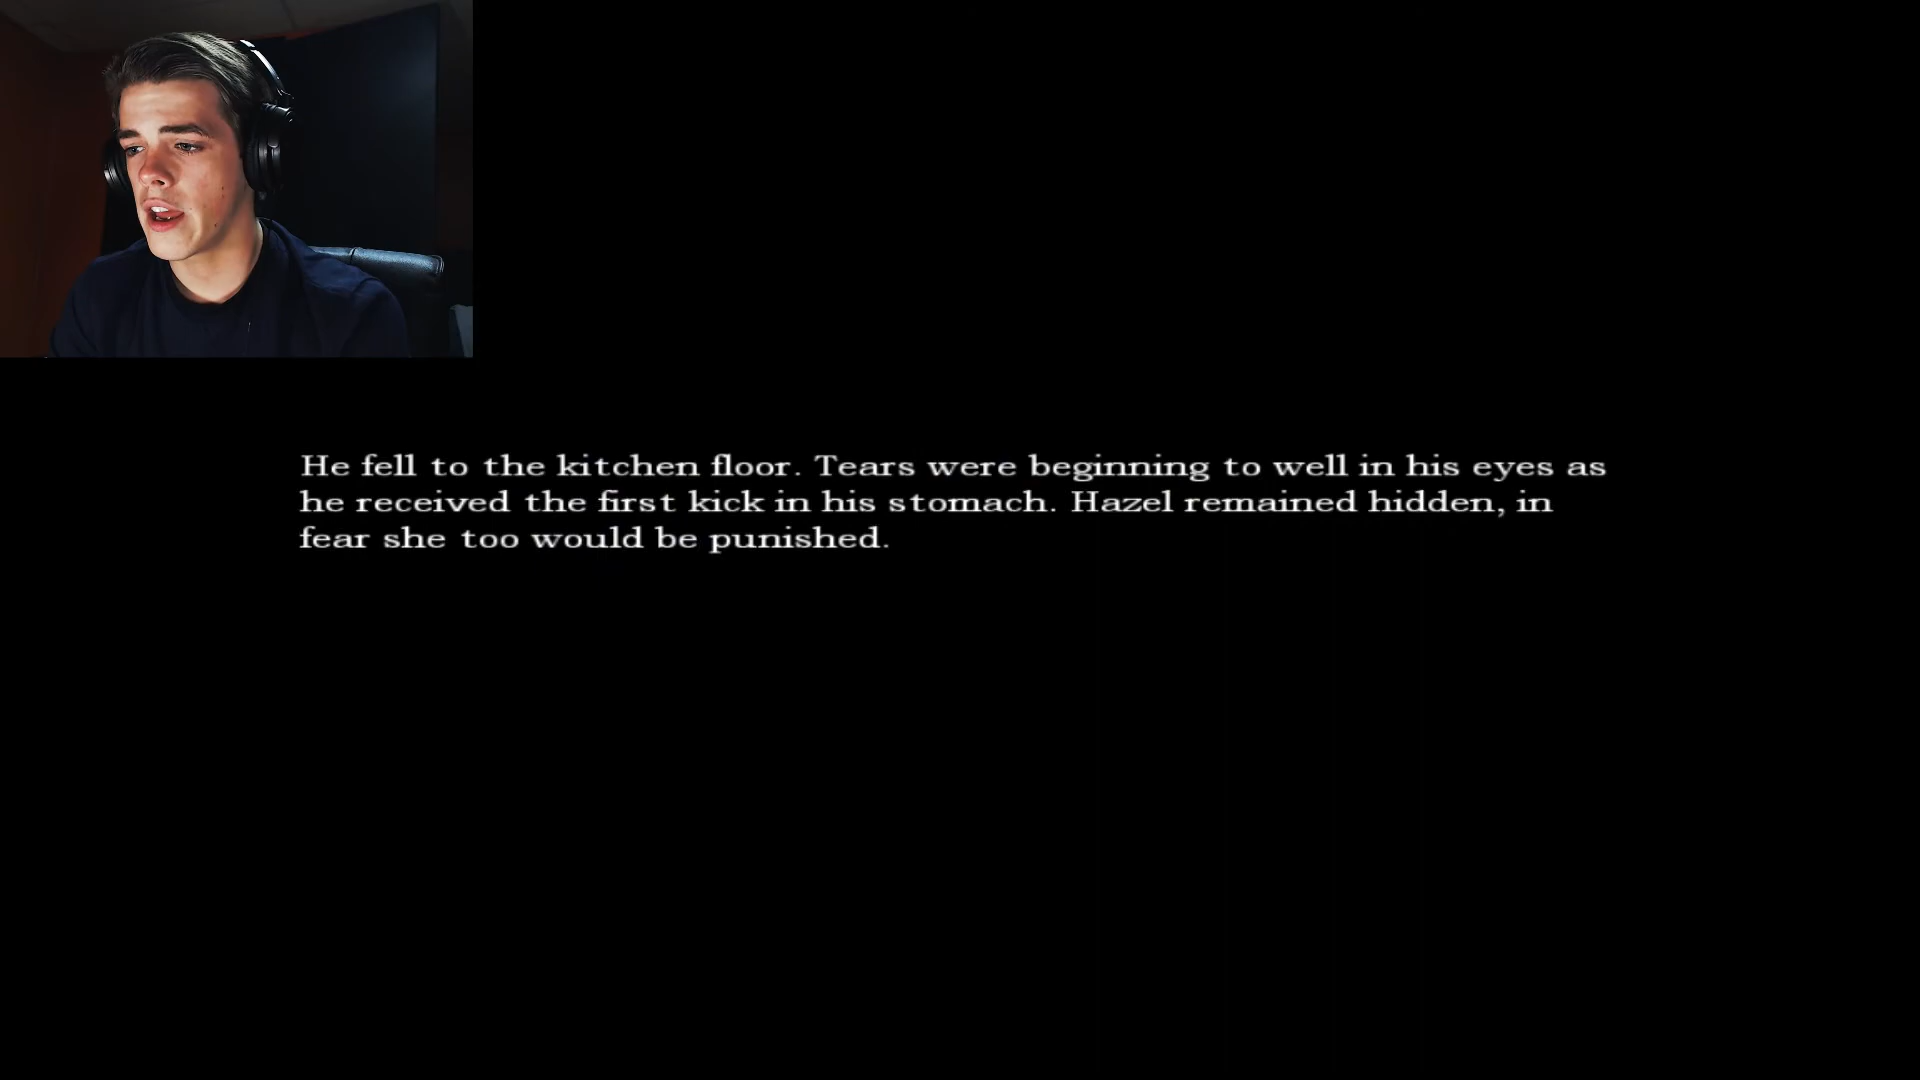 He fell to the kitchen floor. Tears were beginning to well in his eyes as
he received the first kick in his stomach. Hazel remained hidden, in
fear she too would be punished.